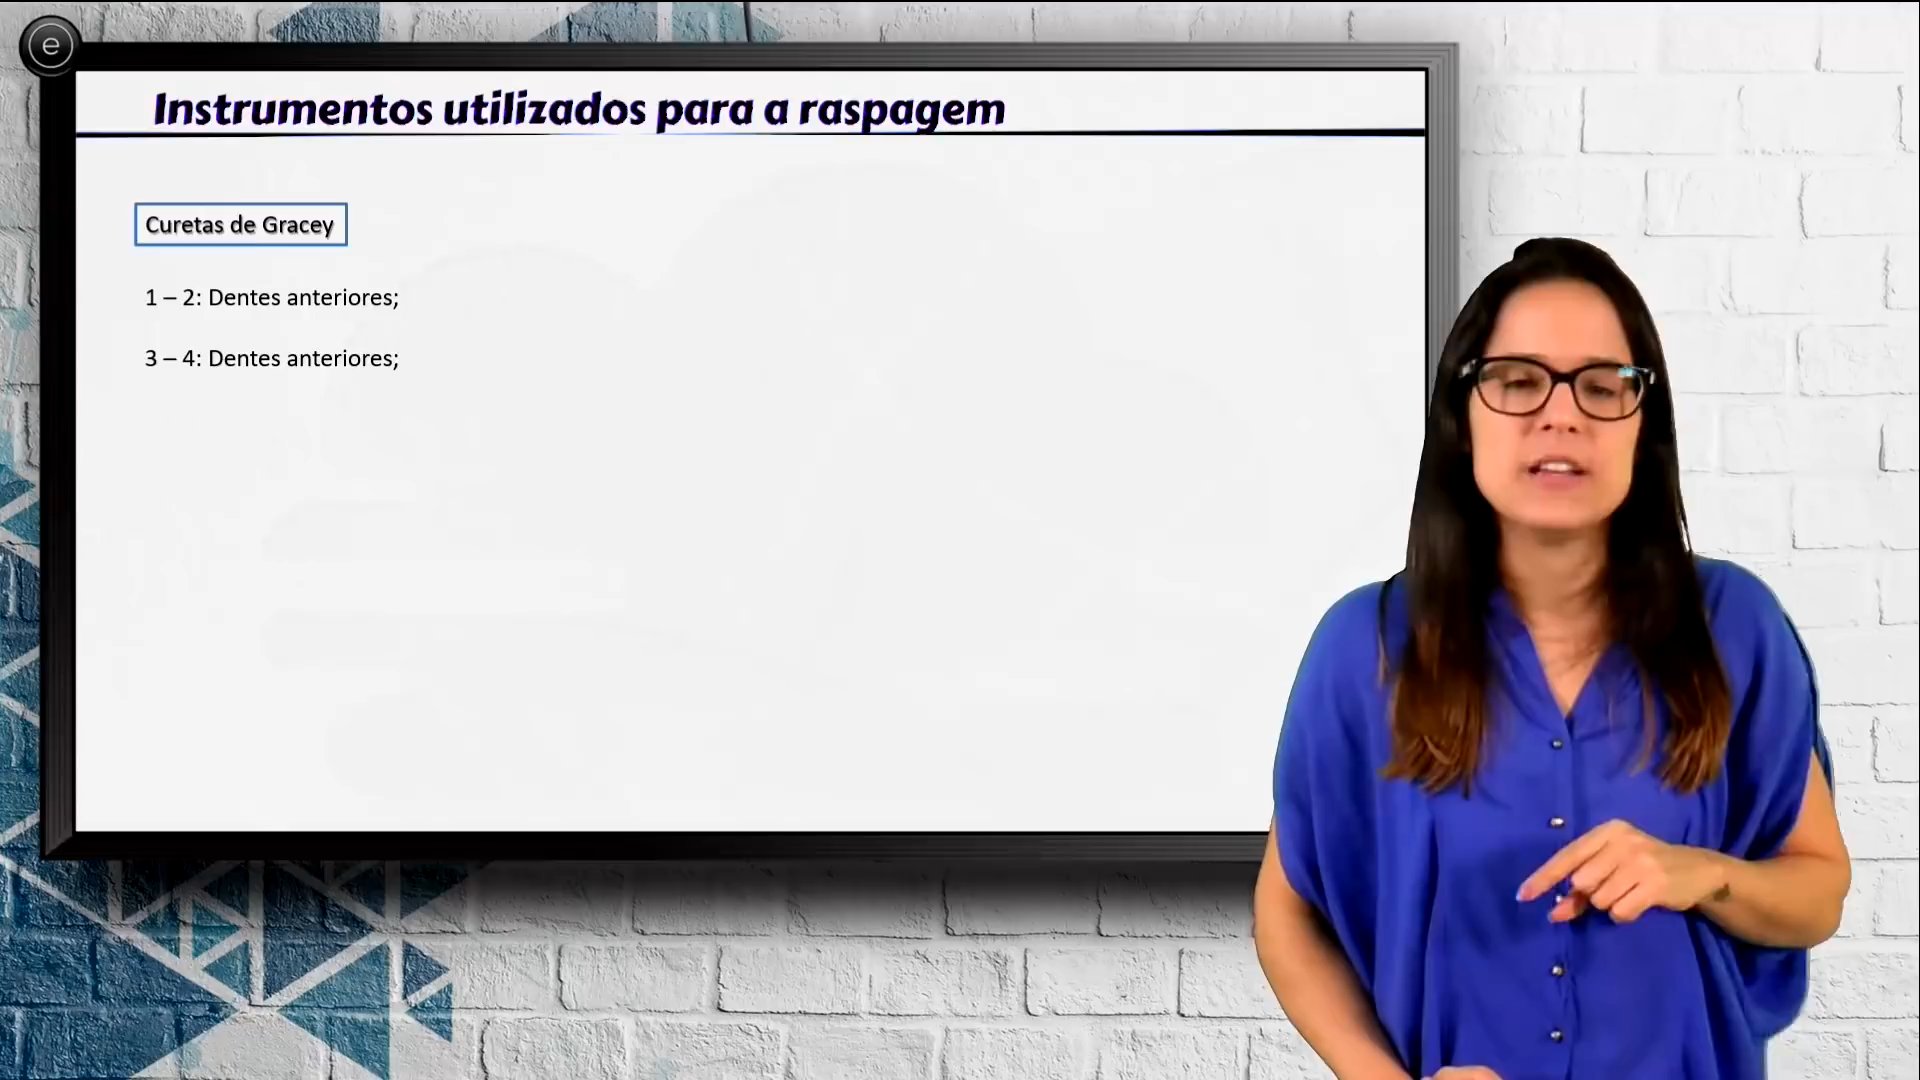 e
Instrumentos utilizados para a raspagem
Curetas de Gracey
1 – 2: Dentes anteriores;
3 – 4: Dentes anteriores;